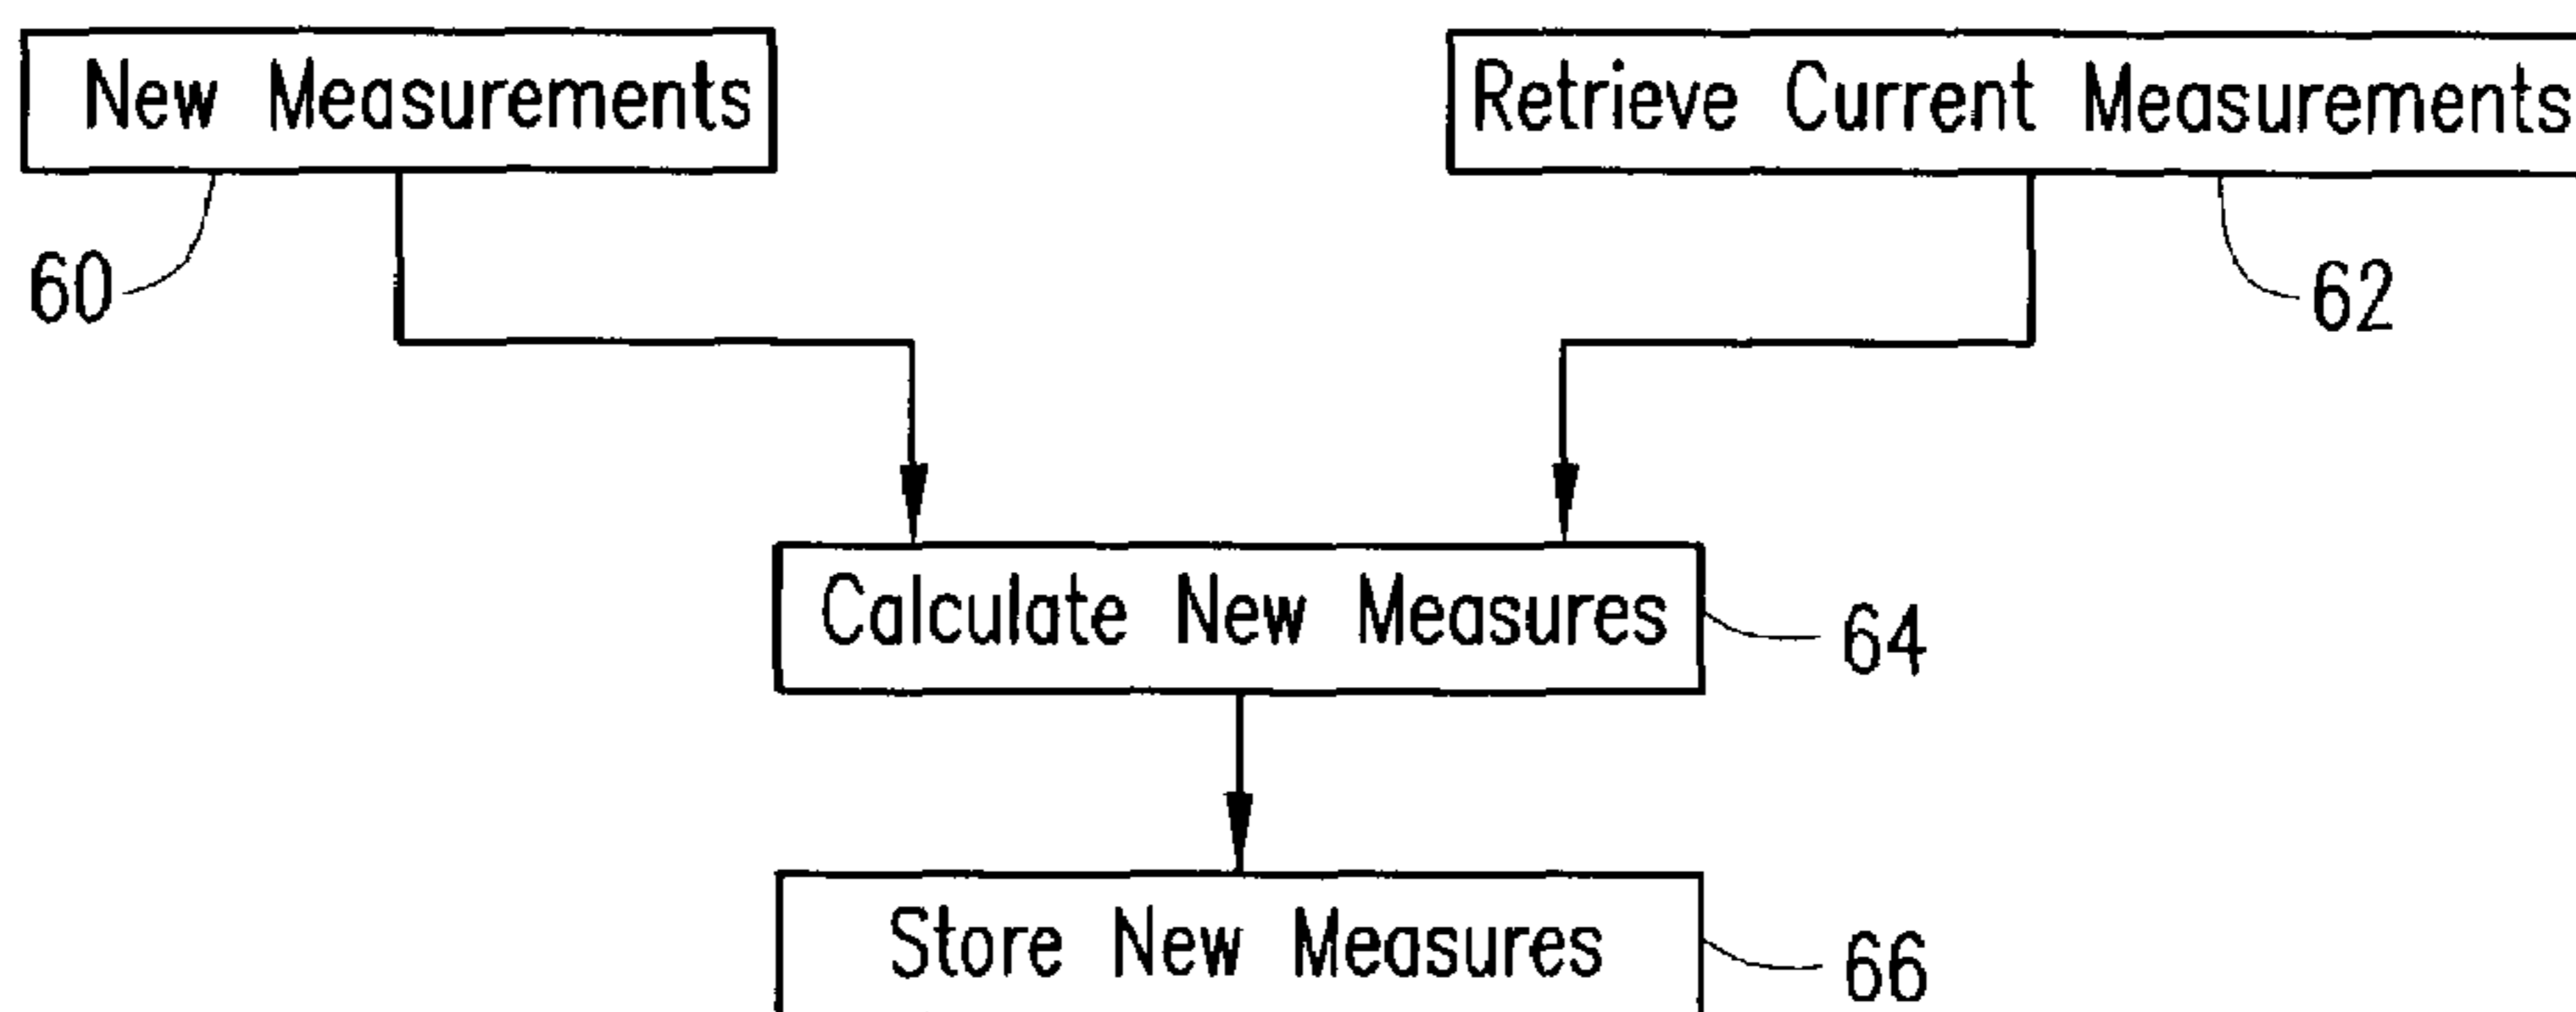 New Measurements
Retrieve Current Measurements
60
62
Calculate New Measures
64
Store New Measures
66